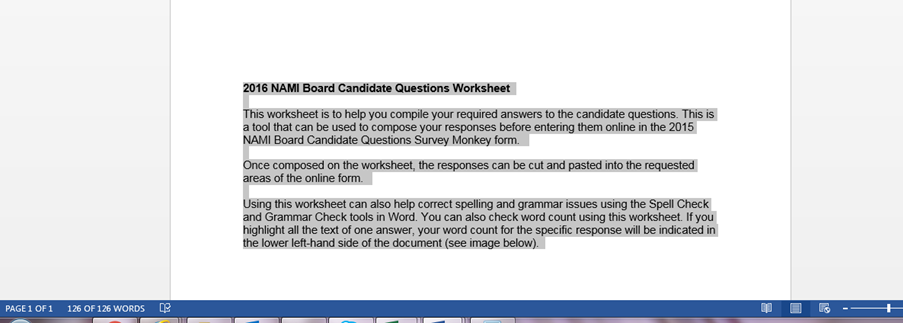 2016 NAMI Board Candidate Questions Worksheet
This worksheet is to help you compile your required answers to the candidate questions. This is
a tool that can be used to compose your responses before entering them online in the 2015
NAMI Board Candidate Questions Survey Monkey form.
Once composed on the worksheet, the responses can be cut and pasted into the requested
areas of the online form.
Using this worksheet can also help correct spelling and grammar issues using the Spell Check
and Grammar Check tools in Word. You can also check word count using this worksheet. If you
highlight all the text of one answer, your word count for the specific response will be indicated in
the lower left-hand side of the document (see image below).
PAGE 1 OF 1 126 OF 126 WORDS